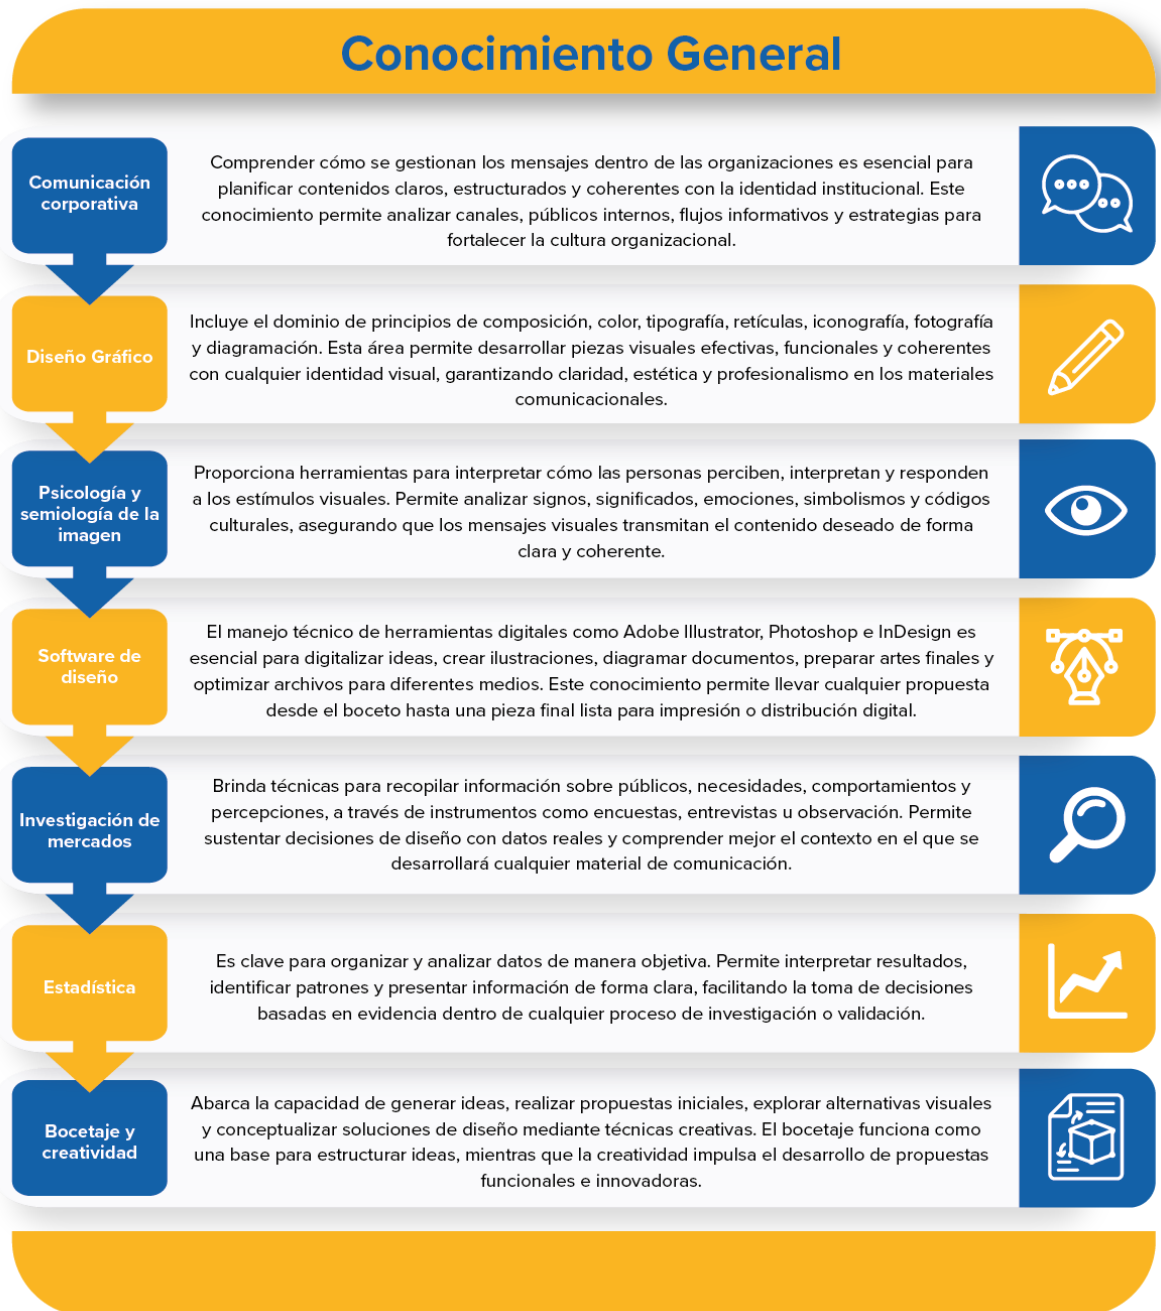 Conocimiento General
Comunicación
corporativa
Comprender cómo se gestionan los mensajes dentro de las organizaciones es esencial para
planificar contenidos claros, estructurados y coherentes con la identidad institucional. Este
conocimiento permite analizar canales, públicos internos, flujos informativos y estrategias para
fortalecer la cultura organizacional.
Diseño Gráfico
Incluye el dominio de principios de composición, color, tipografía, retículas, iconografía, fotografía
y diagramación. Esta área permite desarrollar piezas visuales efectivas, funcionales y coherentes
con cualquier identidad visual, garantizando claridad, estética y profesionalismo en los materiales
comunicacionales.
Psicología y
semiología de la
imagen
Proporciona herramientas para interpretar cómo las personas perciben, interpretan y responden
a los estímulos visuales. Permite analizar signos, significados, emociones, simbolismos y códigos
culturales, asegurando que los mensajes visuales transmitan el contenido deseado de forma
clara y coherente.
Software de
diseño
El manejo técnico de herramientas digitales como Adobe Illustrator, Photoshop e InDesign es
esencial para digitalizar ideas, crear ilustraciones, diagramar documentos, preparar artes finales y
optimizar archivos para diferentes medios. Este conocimiento permite llevar cualquier propuesta
desde el boceto hasta una pieza final lista para impresión o distribución digital.
Investigación de
mercados
Brinda técnicas para recopilar información sobre públicos, necesidades, comportamientos y
percepciones, a través de instrumentos como encuestas, entrevistas u observación. Permite
sustentar decisiones de diseño con datos reales y comprender mejor el contexto en el que se
desarrollará cualquier material de comunicación.
Estadística
Es clave para organizar y analizar datos de manera objetiva. Permite interpretar resultados,
identificar patrones y presentar información de forma clara, facilitando la toma de decisiones
basadas en evidencia dentro de cualquier proceso de investigación o validación.
Bocetaje y
creatividad
Abarca la capacidad de generar ideas, realizar propuestas iniciales, explorar alternativas visuales
y conceptualizar soluciones de diseño mediante técnicas creativas. El bocetaje funciona como
una base para estructurar ideas, mientras que la creatividad impulsa el desarrollo de propuestas
funcionales e innovadoras.